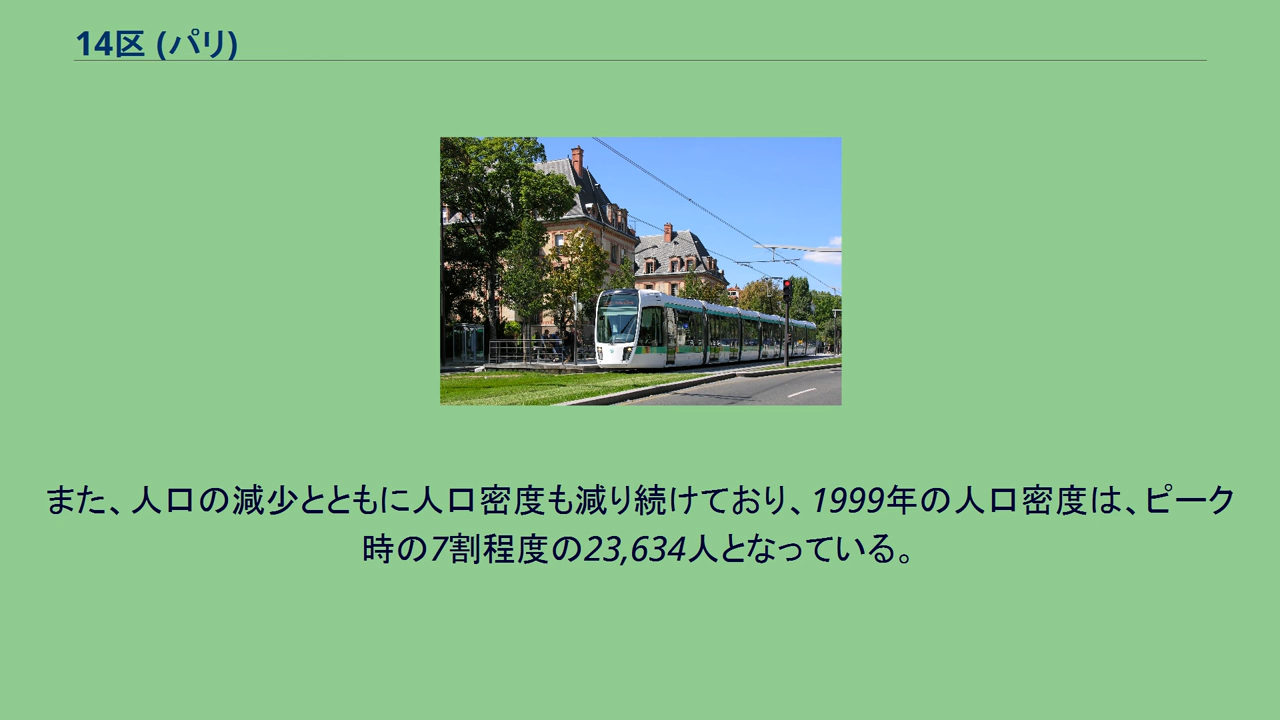 14区 (パリ)
また、人口の減少とともに人口密度も減り続けており、1999年の人口密度は、ピーク
時の7割程度の23,634人となっている。